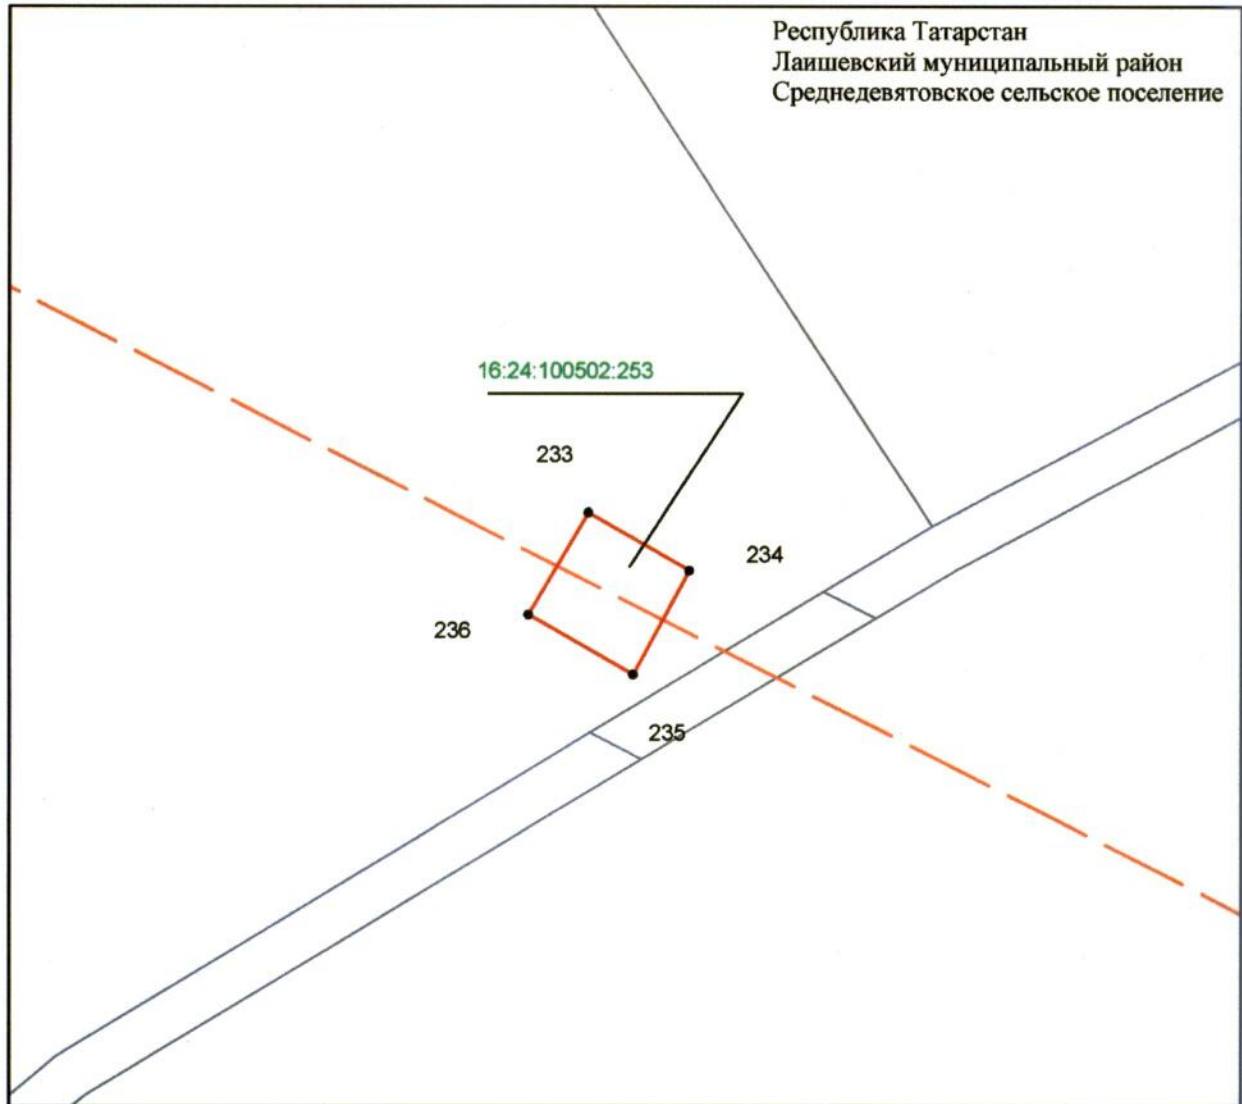 Республика Татарстан
Лаишевский муниципальный район
Среднедевятовское сельское поселение
16:24:100502:253
233
234
236
235